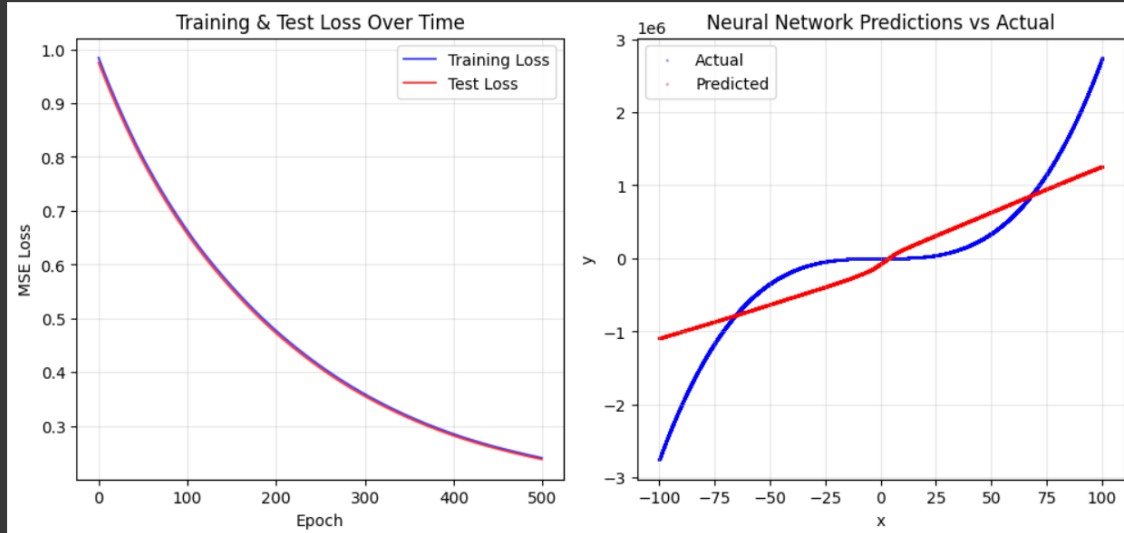 Training & Test Loss Over Time
1.0
0.9
0.8
0.7
0.6
0.5
0.4
0.3
MSE Loss
Training Loss
Test Loss
0
100
200
300
400
500
Epoch
Neural Network Predictions vs Actual
1e6
3
2
1
0
−1
−2
−3
y
Actual
Predicted
−100
−75
−50
−25
0
25
50
75
100
x